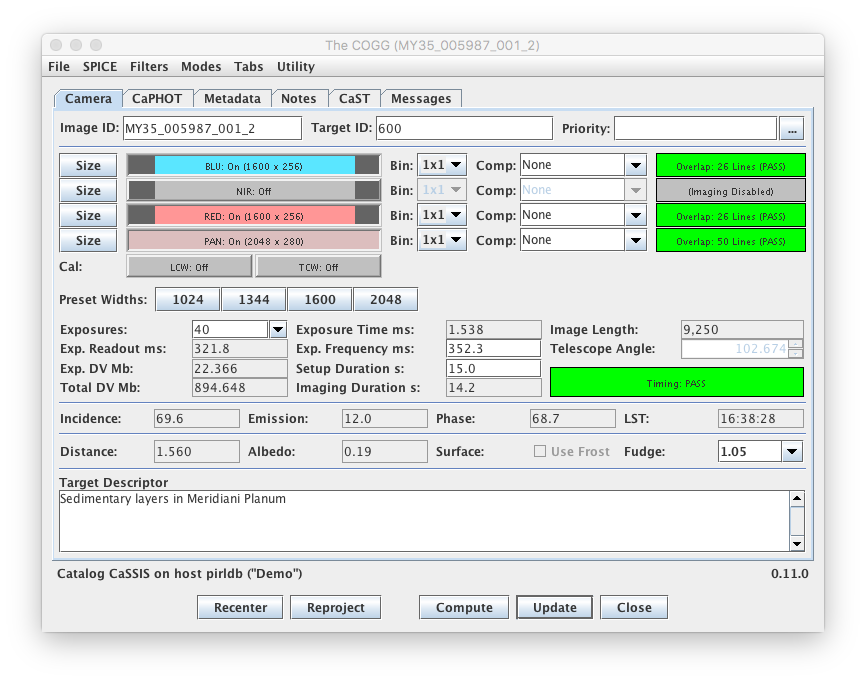 The COGG (MY35_005987_001_2)
File SPICE Filters Modes Tabs Utility
Camera CaPHOT Metadata Notes CaST Messages
Image ID: MY35_005987_001_2 Target ID: 600 Priority: ...
Size BLU: On (1600 x 256) Bin: 1x1 Comp: None Overlap: 26 Lines (PASS)
Size NIR: Off Bin: 1x1 Comp: None (Imaging Disabled)
Size RED: On (1600 x 256) Bin: 1x1 Comp: None Overlap: 26 Lines (PASS)
Size PAN: On (2048 x 280) Bin: 1x1 Comp: None Overlap: 50 Lines (PASS)
Cal: LCW: Off TCW: Off
Preset Widths: 1024 1344 1600 2048
Exposures: 40 Exposure Time ms: 1.538 Image Length: 9,250
Exp. Readout ms: 321.8 Exp. Frequency ms: 352.3 Telescope Angle: 102.674
Exp. DV Mb: 22.366 Setup Duration s: 15.0 Timing: PASS
Total DV Mb: 894.648 Imaging Duration s: 14.2
Incidence: 69.6 Emission: 12.0 Phase: 68.7 LST: 16:38:28
Distance: 1.560 Albedo: 0.19 Surface: Use Frost Fudge: 1.05
Target Descriptor
Sedimentary layers in Meridiani Planum
Catalog CaSSIS on host pirldb ("Demo") 0.11.0
Recenter Reproject Compute Update Close